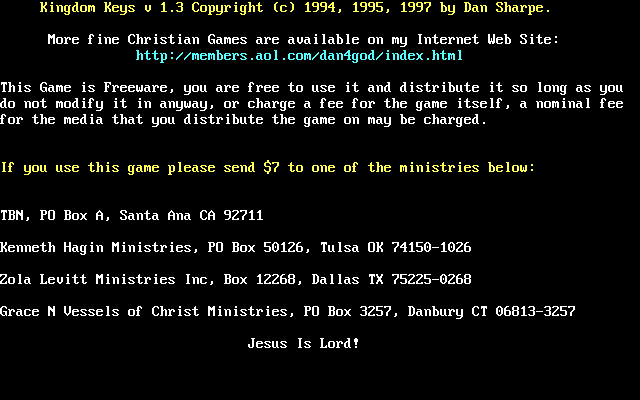 Kingdom Keys v 1.3 Copyright (c) 1994, 1995, 1997 by Dan Sharpe.
More fine Christian Games are available on my Internet Web Site:
http://members.aol.com/dan4god/index.html
This Game is Freeware, you are free to use it and distribute it so long as you
do not modify it in anyway, or charge a fee for the game itself, a nominal fee
for the media that you distribute the game on may be charged.
If you use this game please send $7 to one of the ministries below:
TBN, PO Box A, Santa Ana CA 92711
Kenneth Hagin Ministries, PO Box 50126, Tulsa OK 74150-1026
Zola Levitt Ministries Inc, Box 12268, Dallas TX 75225-0268
Grace N Vessels of Christ Ministries, PO Box 3257, Danbury CT 06813-3257
Jesus Is Lord!